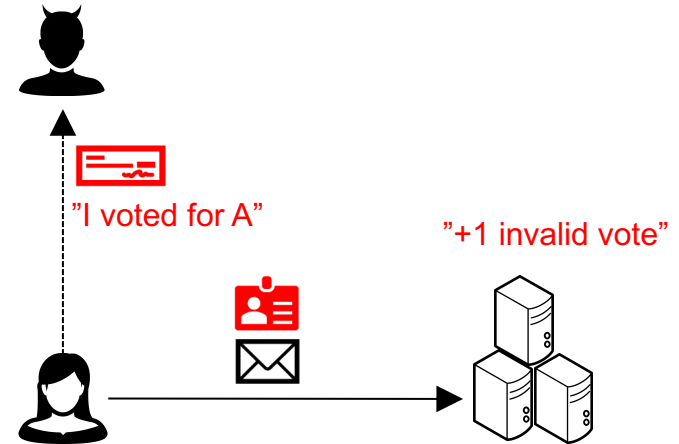 ”I voted for A”
”+1 invalid vote”